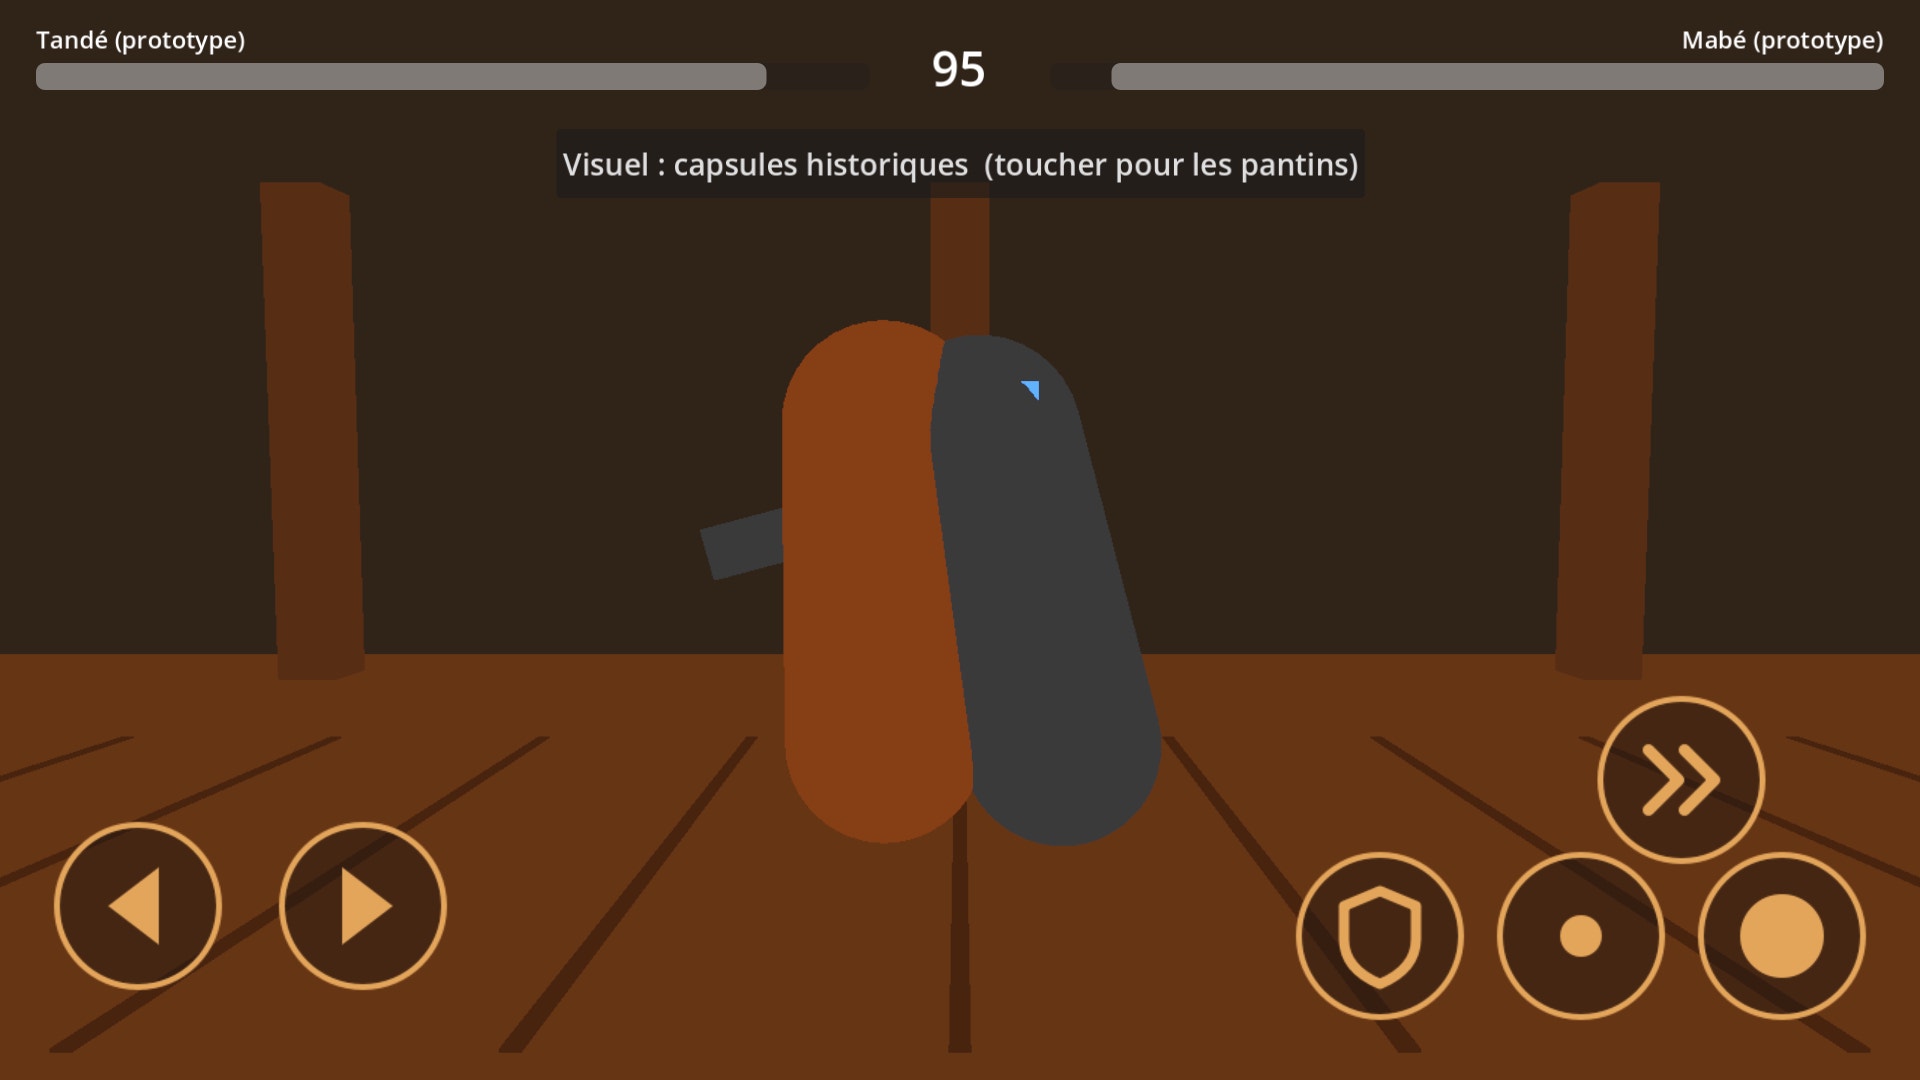 Tandé (prototype)
95
Mabé (prototype)
Visuel : capsules historiques  (toucher pour les pantins)